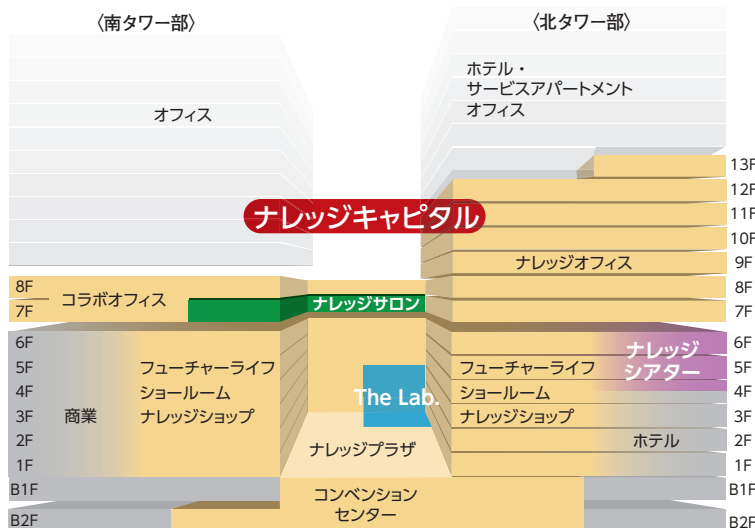 〈南タワー部〉
〈北タワー部〉
オフィス
ホテル・
サービスアパートメント
オフィス
ナレッジキャピタル
13F
12F
11F
10F
9F
8F
7F
6F
5F
4F
3F
2F
1F
B1F
B2F
ナレッジオフィス
8F
7F
コラボオフィス
ナレッジサロン
6F
5F
4F
3F
2F
1F
B1F
B2F
商業
フューチャーライフ
ショールーム
ナレッジショップ
The Lab.
フューチャーライフ
ショールーム
ナレッジショップ
ナレッジ
シアター
ホテル
ナレッジプラザ
コンベンション
センター